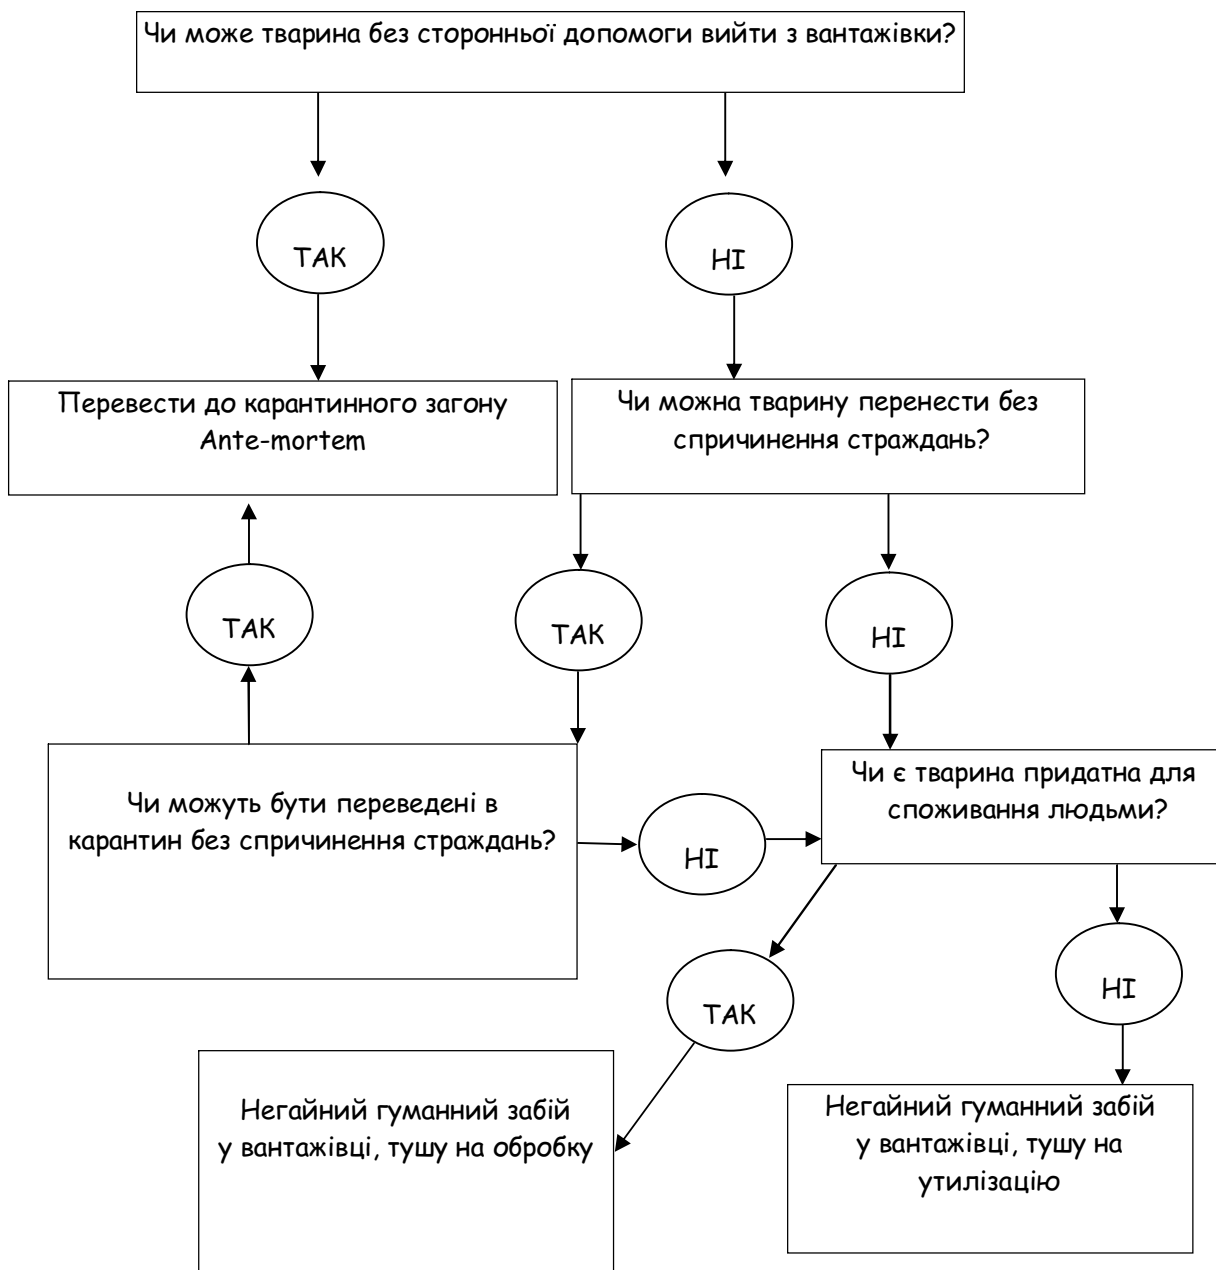 Чи може тварина без сторонньої допомоги вийти з вантажівки?
ТАК
НІ
Перевести до карантинного загону
Ante-mortem
Чи можна тварину перенести без
спричинення страждань?
ТАК
ТАК
НІ
Чи можуть бути переведені в
карантин без спричинення страждань?
НІ
Чи є тварина придатна для
споживання людьми?
ТАК
НІ
Негайний гуманний забій
у вантажівці, тушу на обробку
Негайний гуманний забій
у вантажівці, тушу на
утилізацію